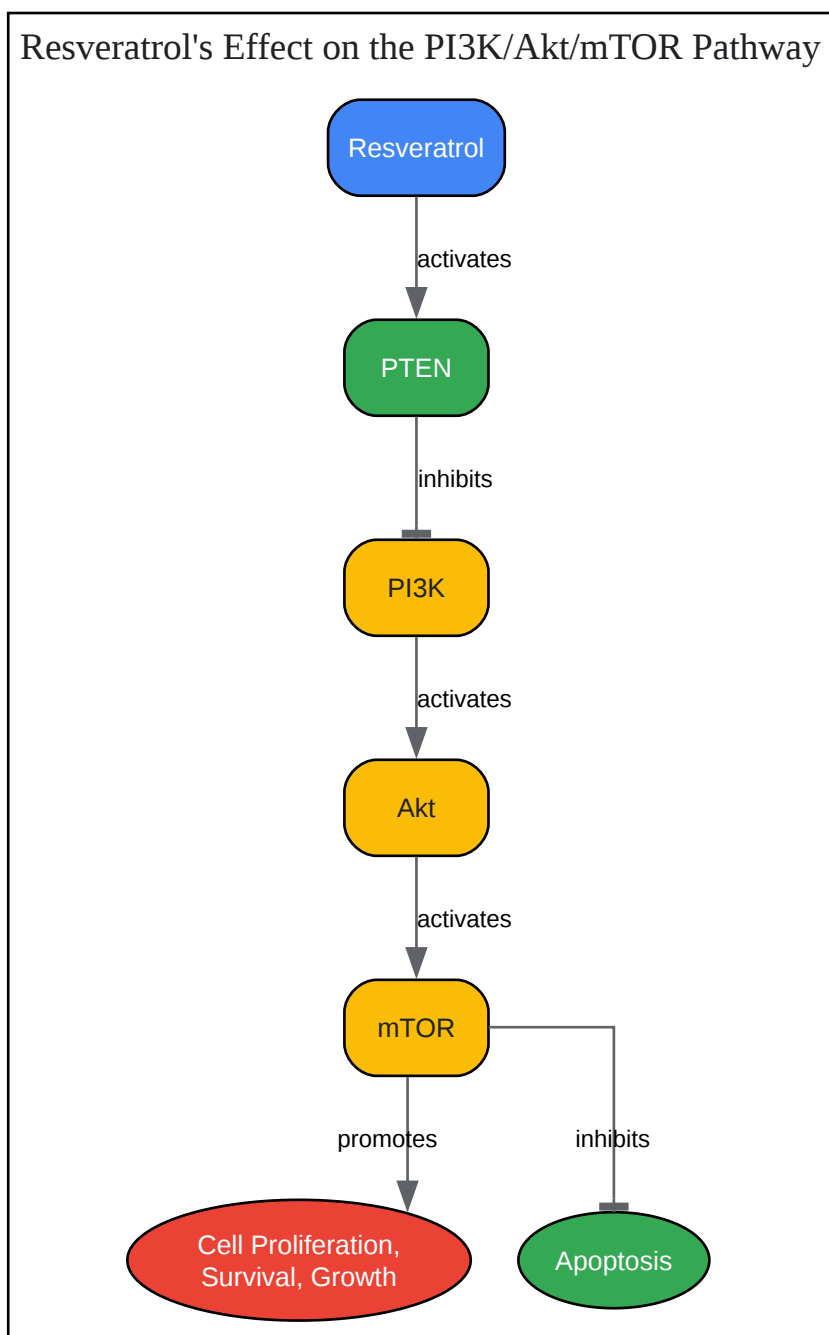 Resveratrol's Effect on the PI3K/Akt/mTOR Pathway
Resveratrol
activates
PTEN
inhibits
PI3K
activates
Akt
activates
mTOR
promotes
inhibits
Cell Proliferation,
Survival, Growth
Apoptosis